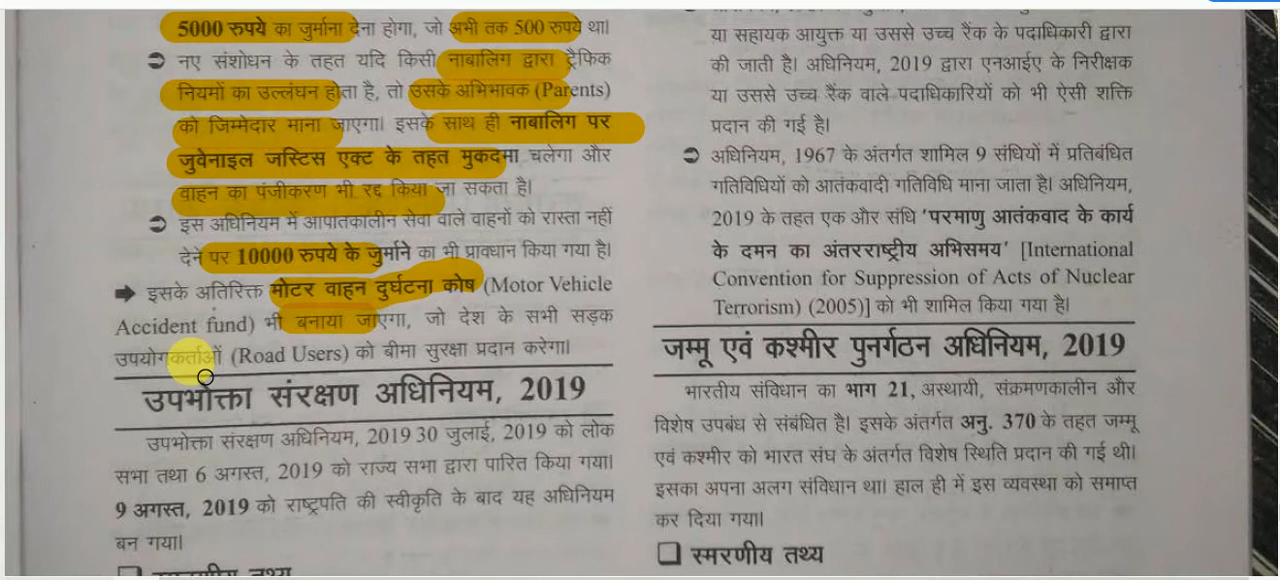 5000 रुपये का जुर्माना देना होगा, जो अभी तक 500 रुपये था।
नए संशोधन के तहत यदि किसी नाबालिग द्वारा ट्रैफिक
नियमों का उल्लंघन होता है, तो उसके अभिभावक (Parents)
को जिम्मेदार माना जाएगा। इसके साथ ही नाबालिग पर
जुवेनाइल जस्टिस एक्ट के तहत मुकदमा चलेगा और
वाहन का पंजीकरण भी रद्द किया जा सकता है।
इस अधिनियम में आपातकालीन सेवा वाले वाहनों को रास्ता नहीं
देने पर 10000 रुपये के जुर्माने का भी प्रावधान किया गया है।
इसके अतिरिक्त मोटर वाहन दुर्घटना कोष (Motor Vehicle
Accident fund) भी बनाया जाएगा, जो देश के सभी सड़क
उपयोगकर्ताओं (Road Users) को बीमा सुरक्षा प्रदान करेगा।
उपभोक्ता संरक्षण अधिनियम, 2019
उपभोक्ता संरक्षण अधिनियम, 2019 30 जुलाई, 2019 को लोक
सभा तथा 6 अगस्त, 2019 को राज्य सभा द्वारा पारित किया गया।
9 अगस्त, 2019 को राष्ट्रपति की स्वीकृति के बाद यह अधिनियम
बन गया।
या सहायक आयुक्त या उससे उच्च रैंक के पदाधिकारी द्वारा
की जाती है। अधिनियम, 2019 द्वारा एनआईए के निरीक्षक
या उससे उच्च रैंक वाले पदाधिकारियों को भी ऐसी शक्ति
प्रदान की गई है।
अधिनियम, 1967 के अंतर्गत शामिल 9 संधियों में प्रतिबंधित
गतिविधियों को आतंकवादी गतिविधि माना जाता है। अधिनियम,
2019 के तहत एक और संधि 'परमाणु आतंकवाद के कार्य
के दमन का अंतरराष्ट्रीय अभिसमय' [International
Convention for Suppression of Acts of Nuclear
Terrorism) (2005)] को भी शामिल किया गया है।
जम्मू एवं कश्मीर पुनर्गठन अधिनियम, 2019
भारतीय संविधान का भाग 21, अस्थायी, संक्रमणकालीन और
विशेष उपबंध से संबंधित है। इसके अंतर्गत अनु. 370 के तहत जम्मू
एवं कश्मीर को भारत संघ के अंतर्गत विशेष स्थिति प्रदान की गई थी।
इसका अपना अलग संविधान था। हाल ही में इस व्यवस्था को समाप्त
कर दिया गया।
स्मरणीय तथ्य